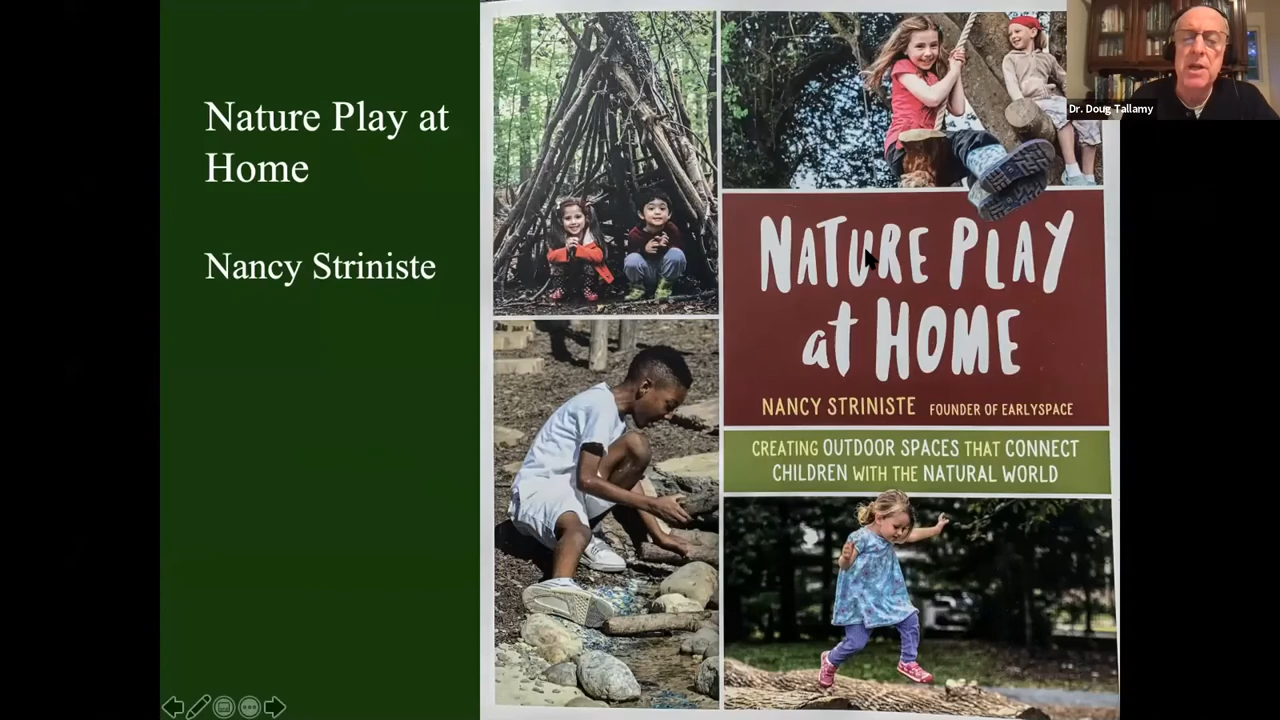 Nature Play at
Home
Nancy Striniste
NATURE PLAY
at HOME
NANCY STRINISTE FOUNDER OF EARLYSPACE
CREATING OUTDOOR SPACES THAT CONNECT
CHILDREN WITH THE NATURAL WORLD
Dr. Doug Tallamy